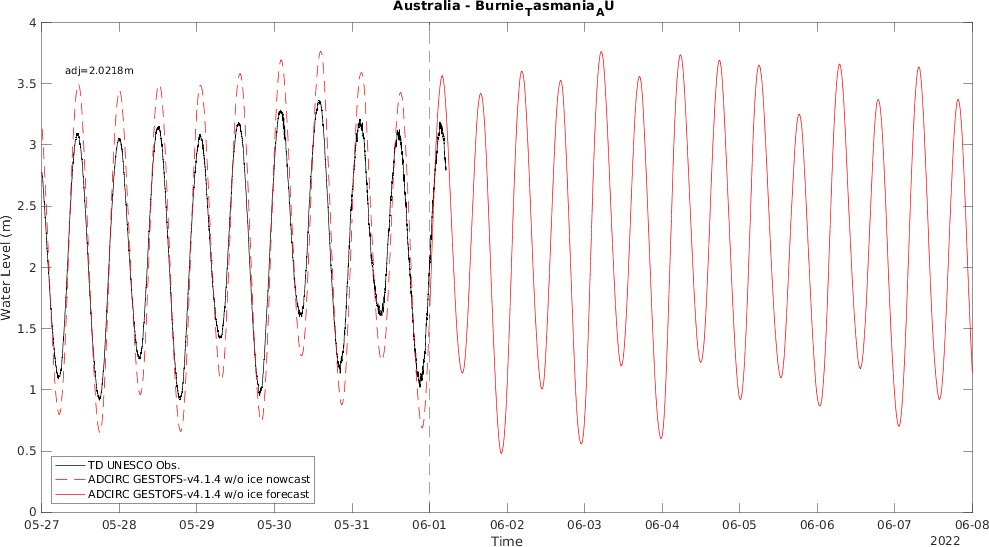 Australia - Burnie_Tasmania_AU
adj=2.0218m
Water Level (m)
4
3.5
3
2.5
2
1.5
1
0.5
0
TD UNESCO Obs.
ADCIRC GESTOFS-v4.1.4 w/o ice nowcast
ADCIRC GESTOFS-v4.1.4 w/o ice forecast
05-27 05-28 05-29 05-30 05-31 06-01 06-02 06-03 06-04 06-05 06-06 06-07 06-08
Time
2022